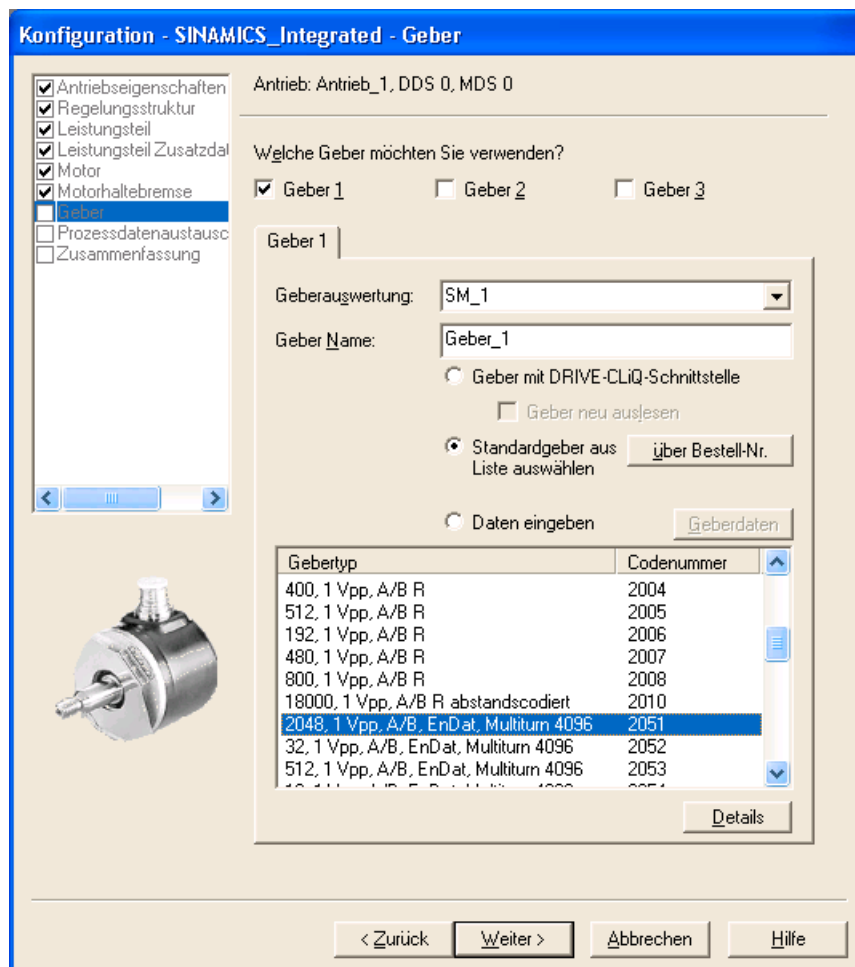 Konfiguration - SINAMICS_Integrated - Geber
Antriebseigenschaften
Regelungsstruktur
Leistungsteil
Leistungsteil Zusatzdat
Motor
Motorhaltebremse
Geber
Prozessdatenaustausc
Zusammenfassung
Antrieb: Antrieb_1, DDS 0, MDS 0
Welche Geber möchten Sie verwenden?
Geber 1 Geber 2 Geber 3
Geber 1
Geberauswertung: SM_1
Geber Name: Geber_1
Geber mit DRIVE-CLiQ-Schnittstelle
Geber neu auslesen
Standardgeber aus
Liste auswählen
über Bestell-Nr.
Daten eingeben Geberdaten
Gebertyp Codenummer
400, 1 Vpp, A/B R 2004
512, 1 Vpp, A/B R 2005
192, 1 Vpp, A/B R 2006
480, 1 Vpp, A/B R 2007
800, 1 Vpp, A/B R 2008
18000, 1 Vpp, A/B R abstandscodiert 2010
2048, 1 Vpp, A/B, EnDat, Multiturn 4096 2051
32, 1 Vpp, A/B, EnDat, Multiturn 4096 2052
512, 1 Vpp, A/B, EnDat, Multiturn 4096 2053
Details
< Zurück Weiter > Abbrechen Hilfe